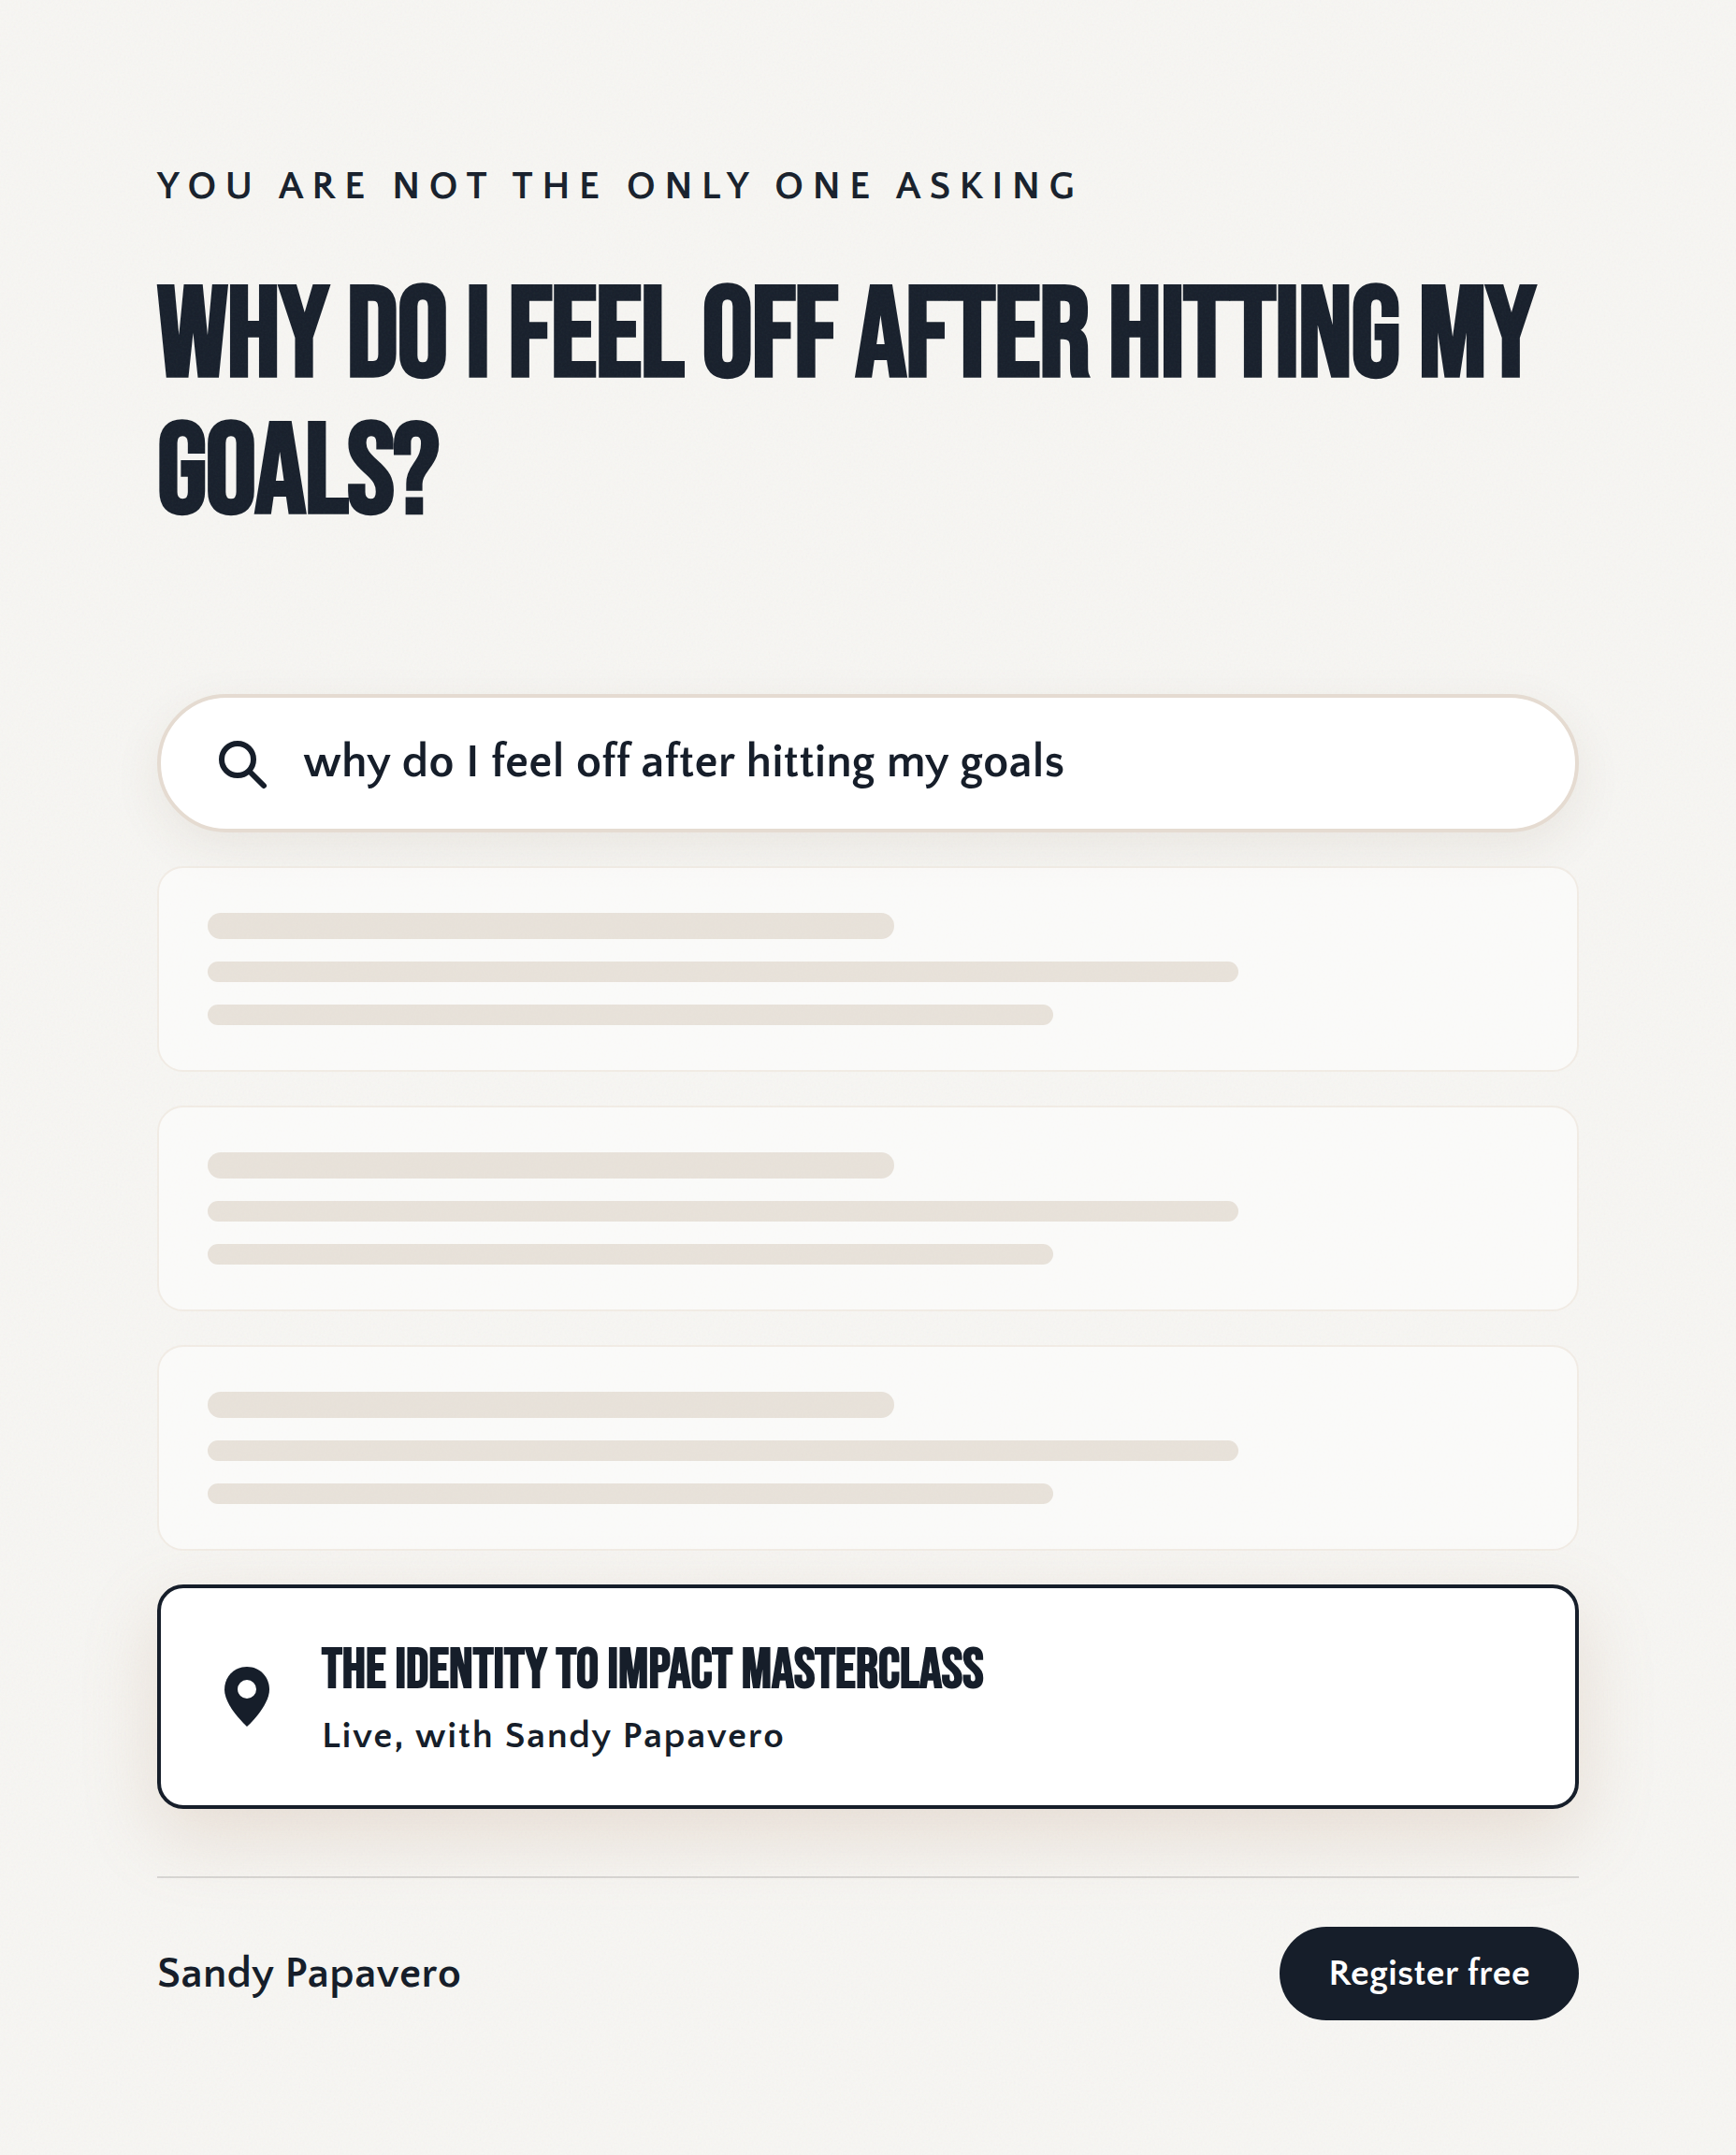 YOU ARE NOT THE ONLY ONE ASKING
WHY DO I FEEL OFF AFTER HITTING MY
GOALS?
why do I feel off after hitting my goals
THE IDENTITY TO IMPACT MASTERCLASS
Live, with Sandy Papavero
Sandy Papavero
Register free